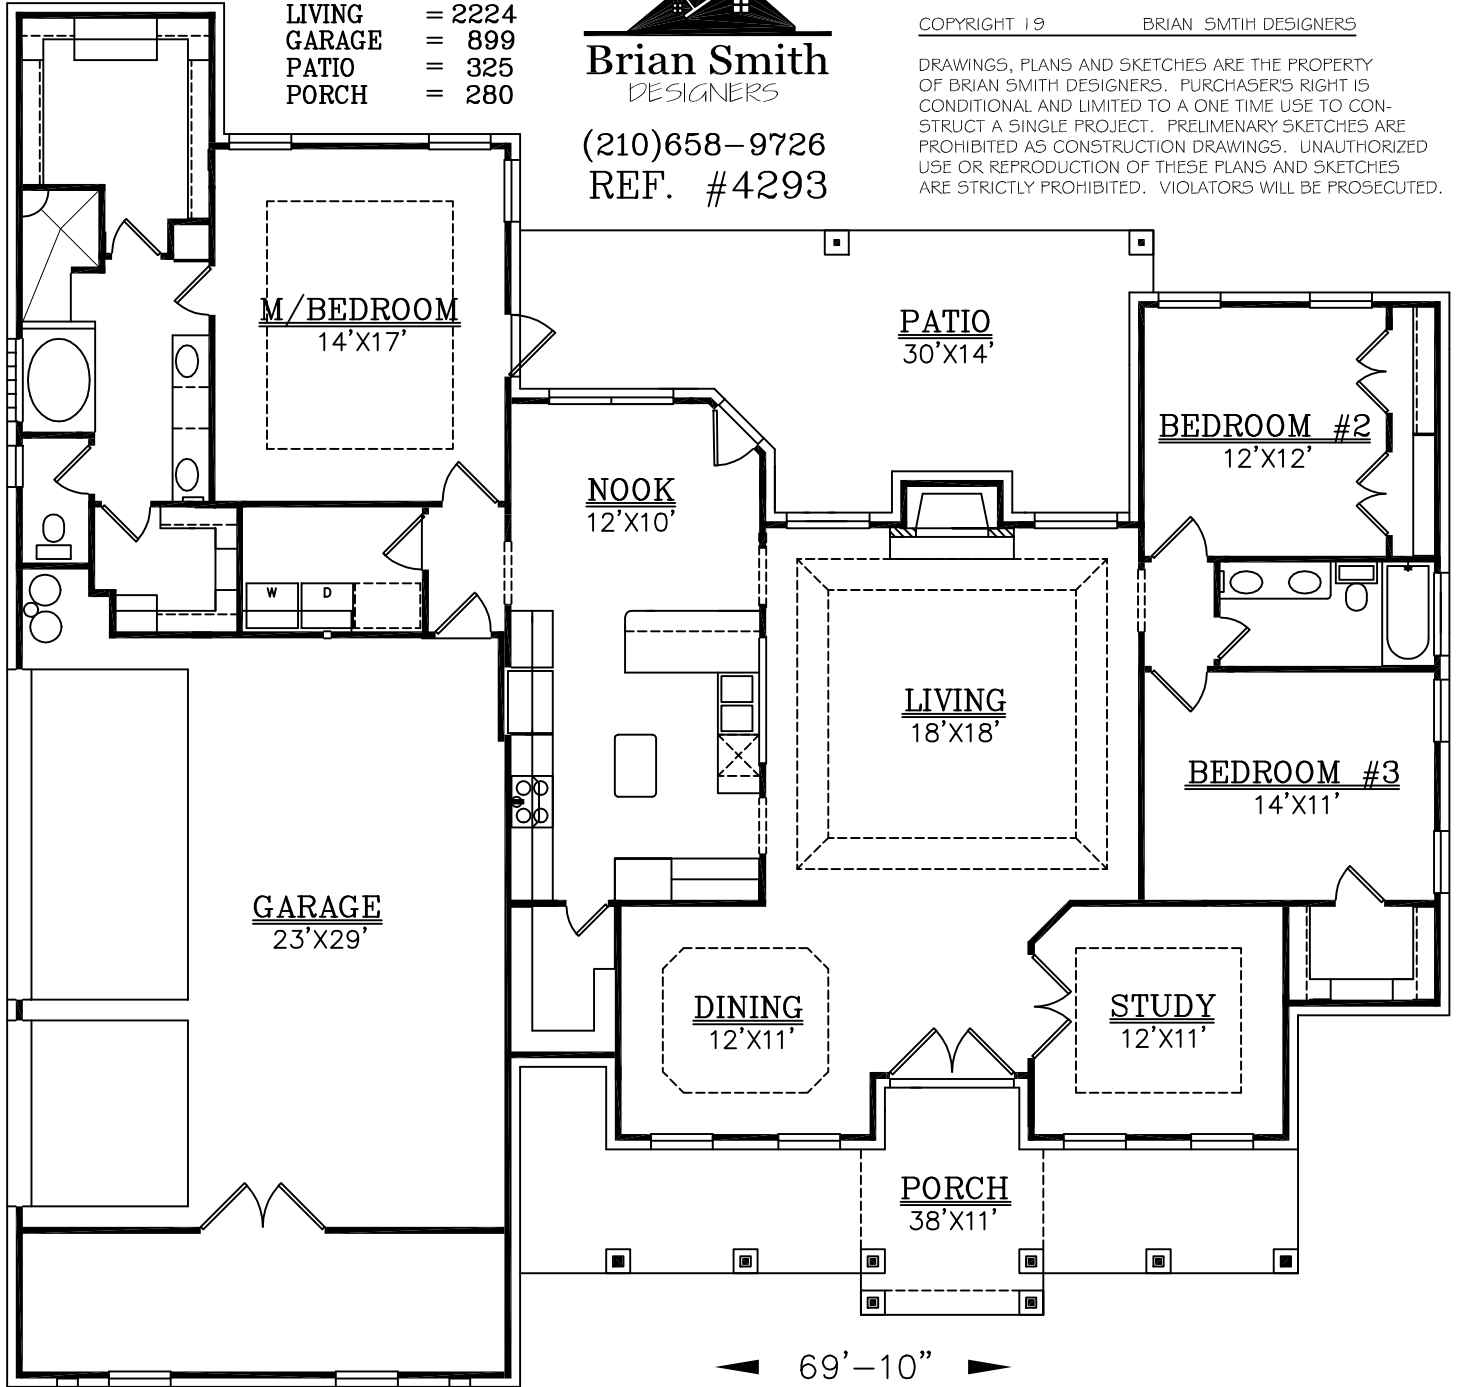 LIVING = 2224
GARAGE = 899
PATIO = 325
PORCH = 280
Brian Smith
DESIGNERS
(210)658-9726
REF. #4293
COPYRIGHT 19 BRIAN SMTIH DESIGNERS
DRAWINGS, PLANS AND SKETCHES ARE THE PROPERTY
OF BRIAN SMITH DESIGNERS. PURCHASER'S RIGHT IS
CONDITIONAL AND LIMITED TO A ONE TIME USE TO CON-
STRUCT A SINGLE PROJECT. PRELIMENARY SKETCHES ARE
PROHIBITED AS CONSTRUCTION DRAWINGS. UNAUTHORIZED
USE OR REPRODUCTION OF THESE PLANS AND SKETCHES
ARE STRICTLY PROHIBITED. VIOLATORS WILL BE PROSECUTED.
M/BEDROOM
14'X17'
PATIO
30'X14'
BEDROOM #2
12'X12'
NOOK
12'X10'
W D
LIVING
18'X18'
BEDROOM #3
14'X11'
GARAGE
23'X29'
DINING
12'X11'
STUDY
12'X11'
PORCH
38'X11'
69'-10"